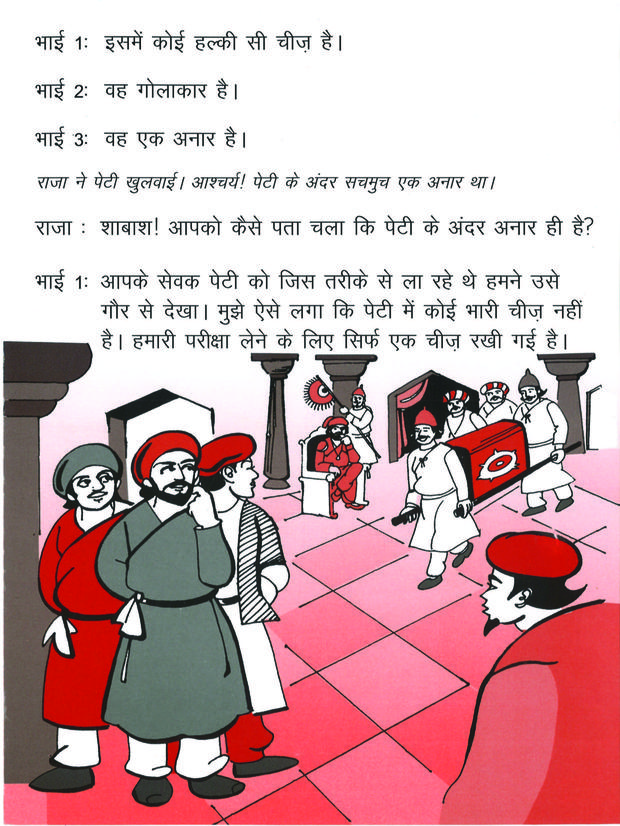 भाई 1:  इसमें कोई हल्की सी चीज़ है।
भाई 2:  वह गोलाकार है।
भाई 3:  वह एक अनार है।
राजा ने पेटी खुलवाई। आश्चर्य! पेटी के अंदर सचमुच एक अनार था।
राजा :  शाबाश! आपको कैसे पता चला कि पेटी के अंदर अनार ही है?
भाई 1:  आपके सेवक पेटी को जिस तरीके से ला रहे थे हमने उसे
गौर से देखा। मुझे ऐसे लगा कि पेटी में कोई भारी चीज़ नहीं
है। हमारी परीक्षा लेने के लिए सिर्फ एक चीज़ रखी गई है।